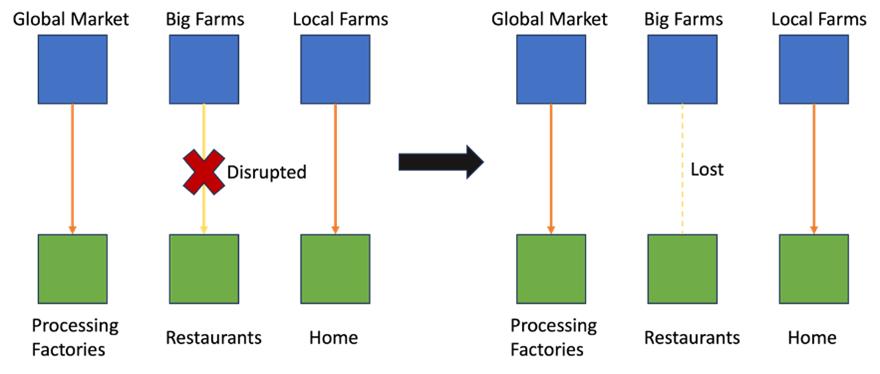 Global Market
Big Farms
Local Farms
Global Market
Big Farms
Local Farms
Disrupted
Lost
Processing
Factories
Restaurants
Home
Processing
Factories
Restaurants
Home